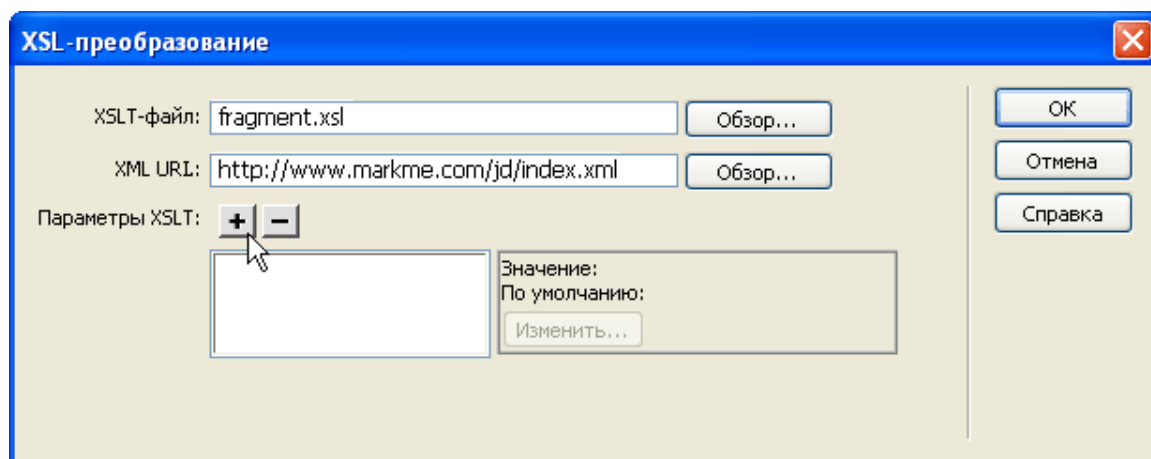 XSL-преобразование
XSLT-файл: fragment.xsl Обзор... ОК
XML URL: http://www.markme.com/jd/index.xml Обзор... Отмена
Параметры XSLT: + − Справка
Значение:
По умолчанию:
Изменить...